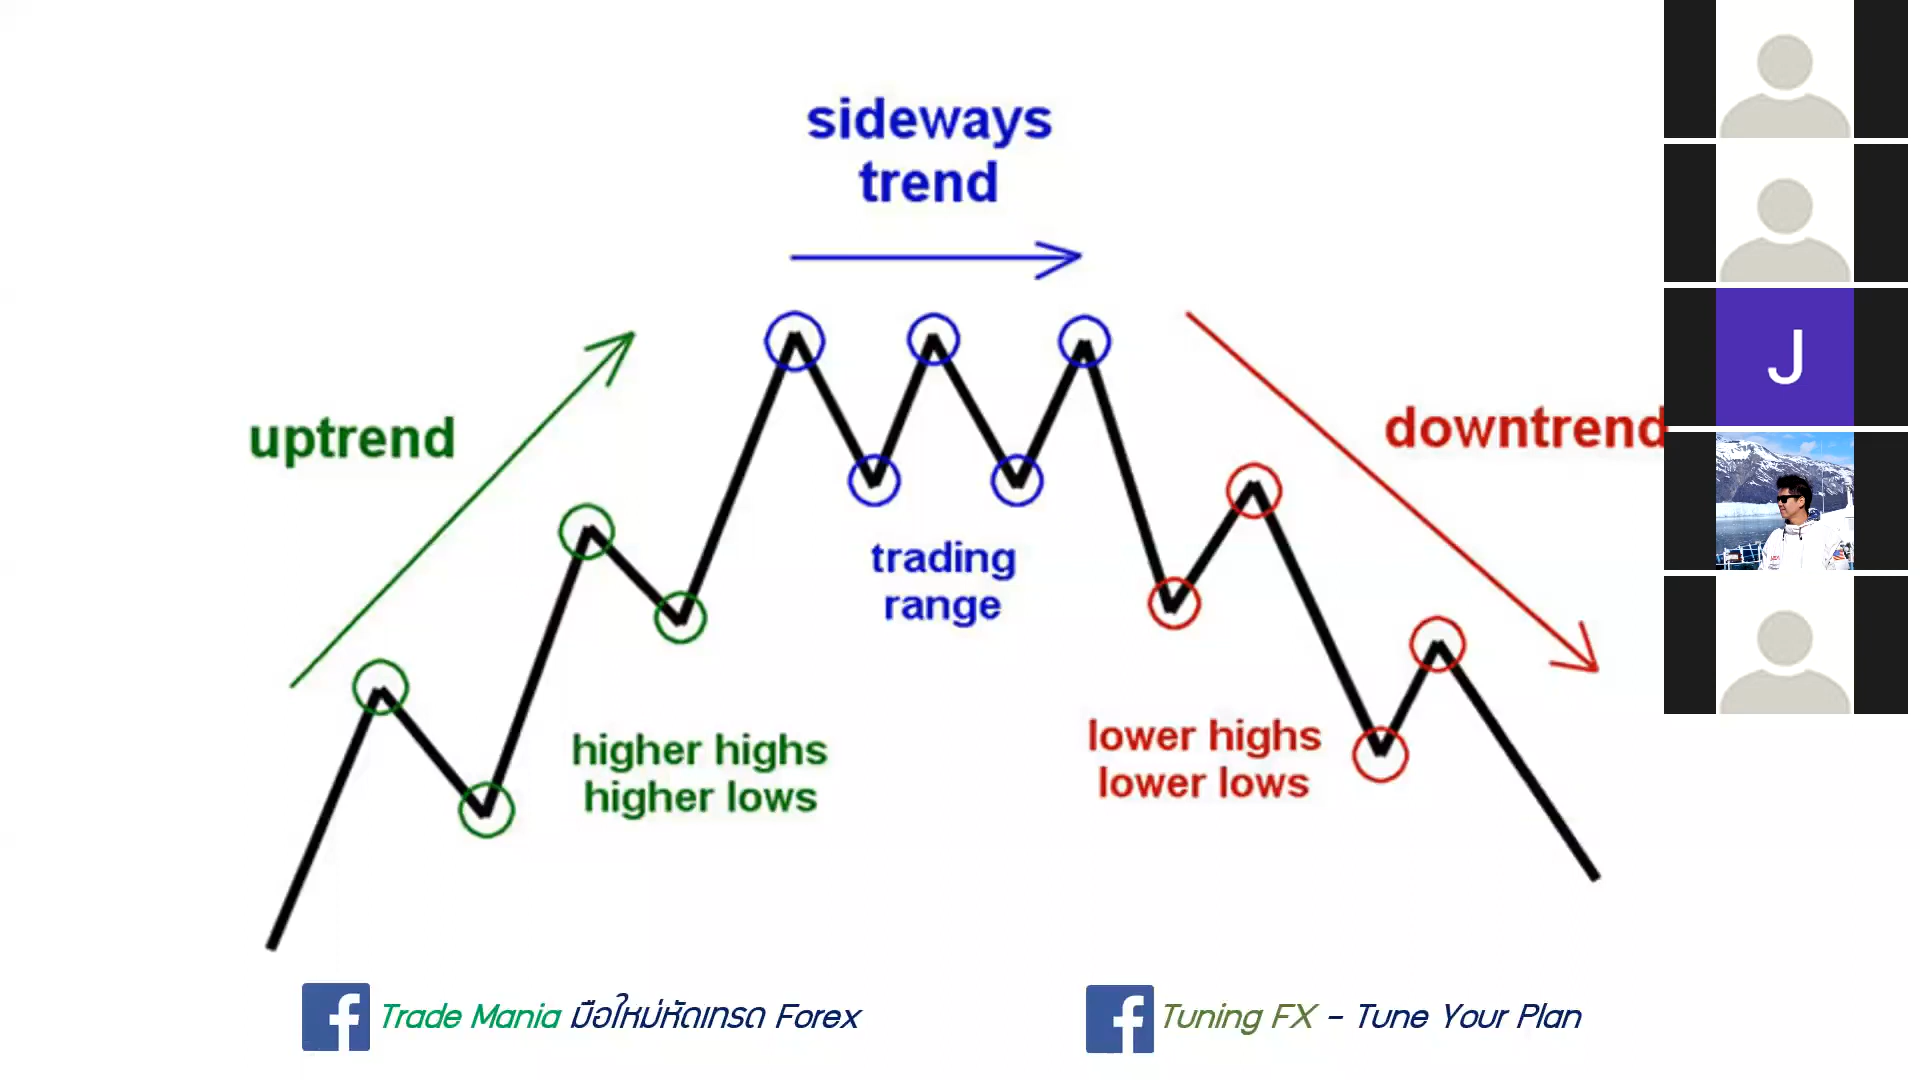 sideways
trend
uptrend
downtrend
trading
range
higher highs
higher lows
lower highs
lower lows
J
Trade Mania มือใหม่หัดเทรด Forex
Tuning FX - Tune Your Plan